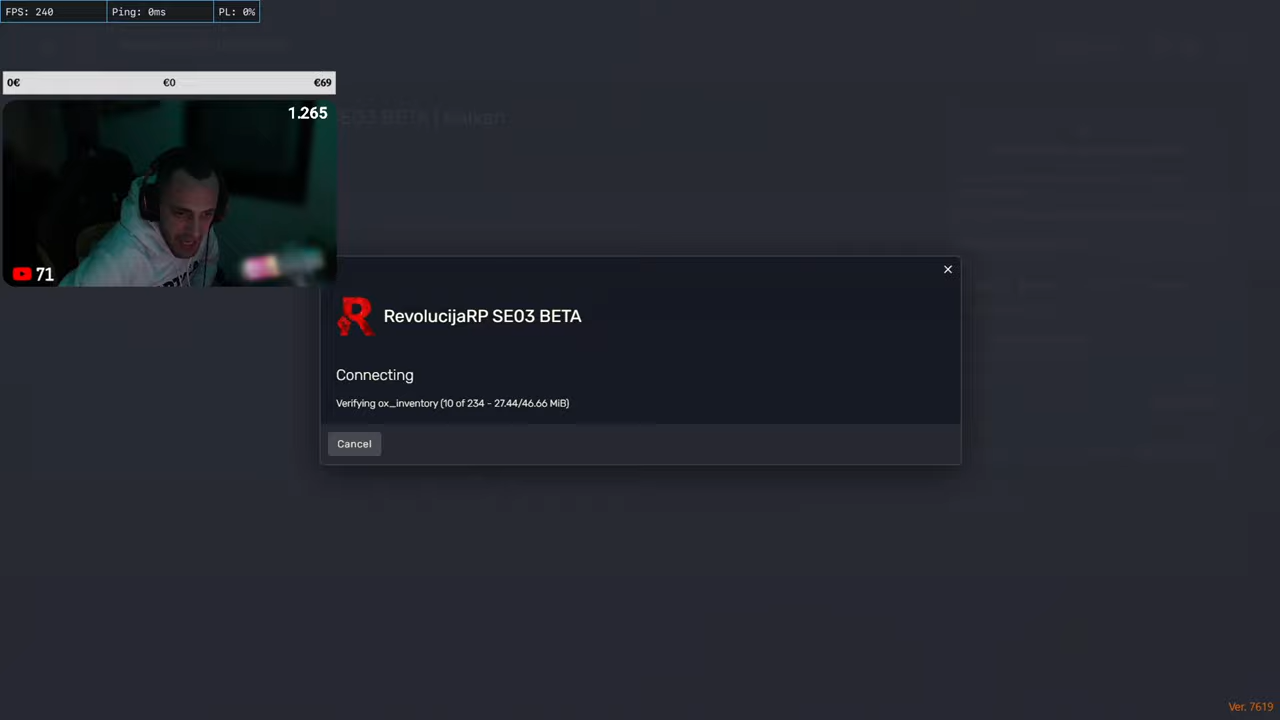 FPS: 240 Ping: 0ms PL: 0%
0€ €0 €69
1.265
71
RevolucijaRP SE03 BETA
Connecting
Verifying ox_inventory (10 of 234 - 27.44/46.66 MiB)
Cancel
Ver. 7619